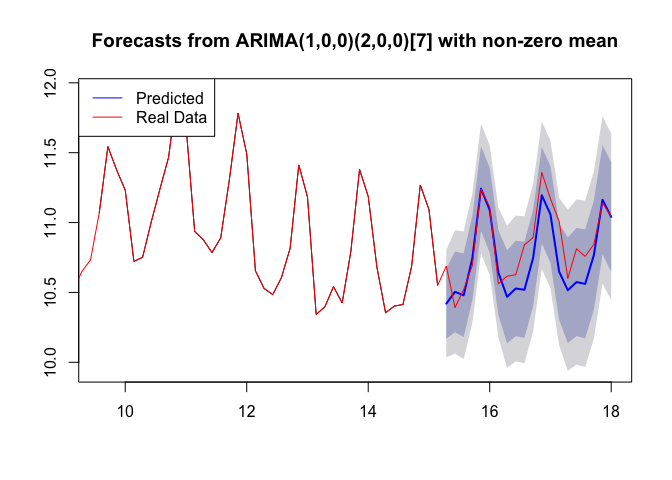 Forecasts from ARIMA(1,0,0)(2,0,0)[7] with non-zero mean
Predicted
Real Data
12.0
11.5
11.0
10.5
10.0
10 12 14 16 18